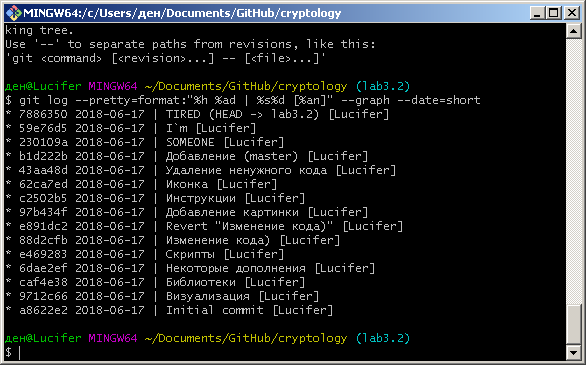 MINGW64:/c/Users/ден/Documents/GitHub/cryptology
king tree.
Use '--' to separate paths from revisions, like this:
'git <command> [<revision>...] -- [<file>...]'
ден@Lucifer MINGW64 ~/Documents/GitHub/cryptology (lab3.2)
$ git log --pretty=format:"%h %ad | %s%d [%an]" --graph --date=short
* 7886350 2018-06-17 | TIRED (HEAD -> lab3.2) [Lucifer]
* 59e76d5 2018-06-17 | I`m [Lucifer]
* 230109a 2018-06-17 | SOMEONE [Lucifer]
* b1d222b 2018-06-17 | Добавление (master) [Lucifer]
* 43aa48d 2018-06-17 | Удаление ненужного кода [Lucifer]
* 62ca7ed 2018-06-17 | Иконка [Lucifer]
* c2502b5 2018-06-17 | Инструкции [Lucifer]
* 97b434f 2018-06-17 | Добавление картинки [Lucifer]
* e891dc2 2018-06-17 | Revert "Изменение кода)" [Lucifer]
* 88d2cfb 2018-06-17 | Изменение кода) [Lucifer]
* e469283 2018-06-17 | Скрипты [Lucifer]
* 6dae2ef 2018-06-17 | Некоторые дополнения [Lucifer]
* caf4e38 2018-06-17 | Библиотеки [Lucifer]
* 9712c66 2018-06-17 | Визуализация [Lucifer]
* a8622e2 2018-06-17 | Initial commit [Lucifer]
ден@Lucifer MINGW64 ~/Documents/GitHub/cryptology (lab3.2)
$